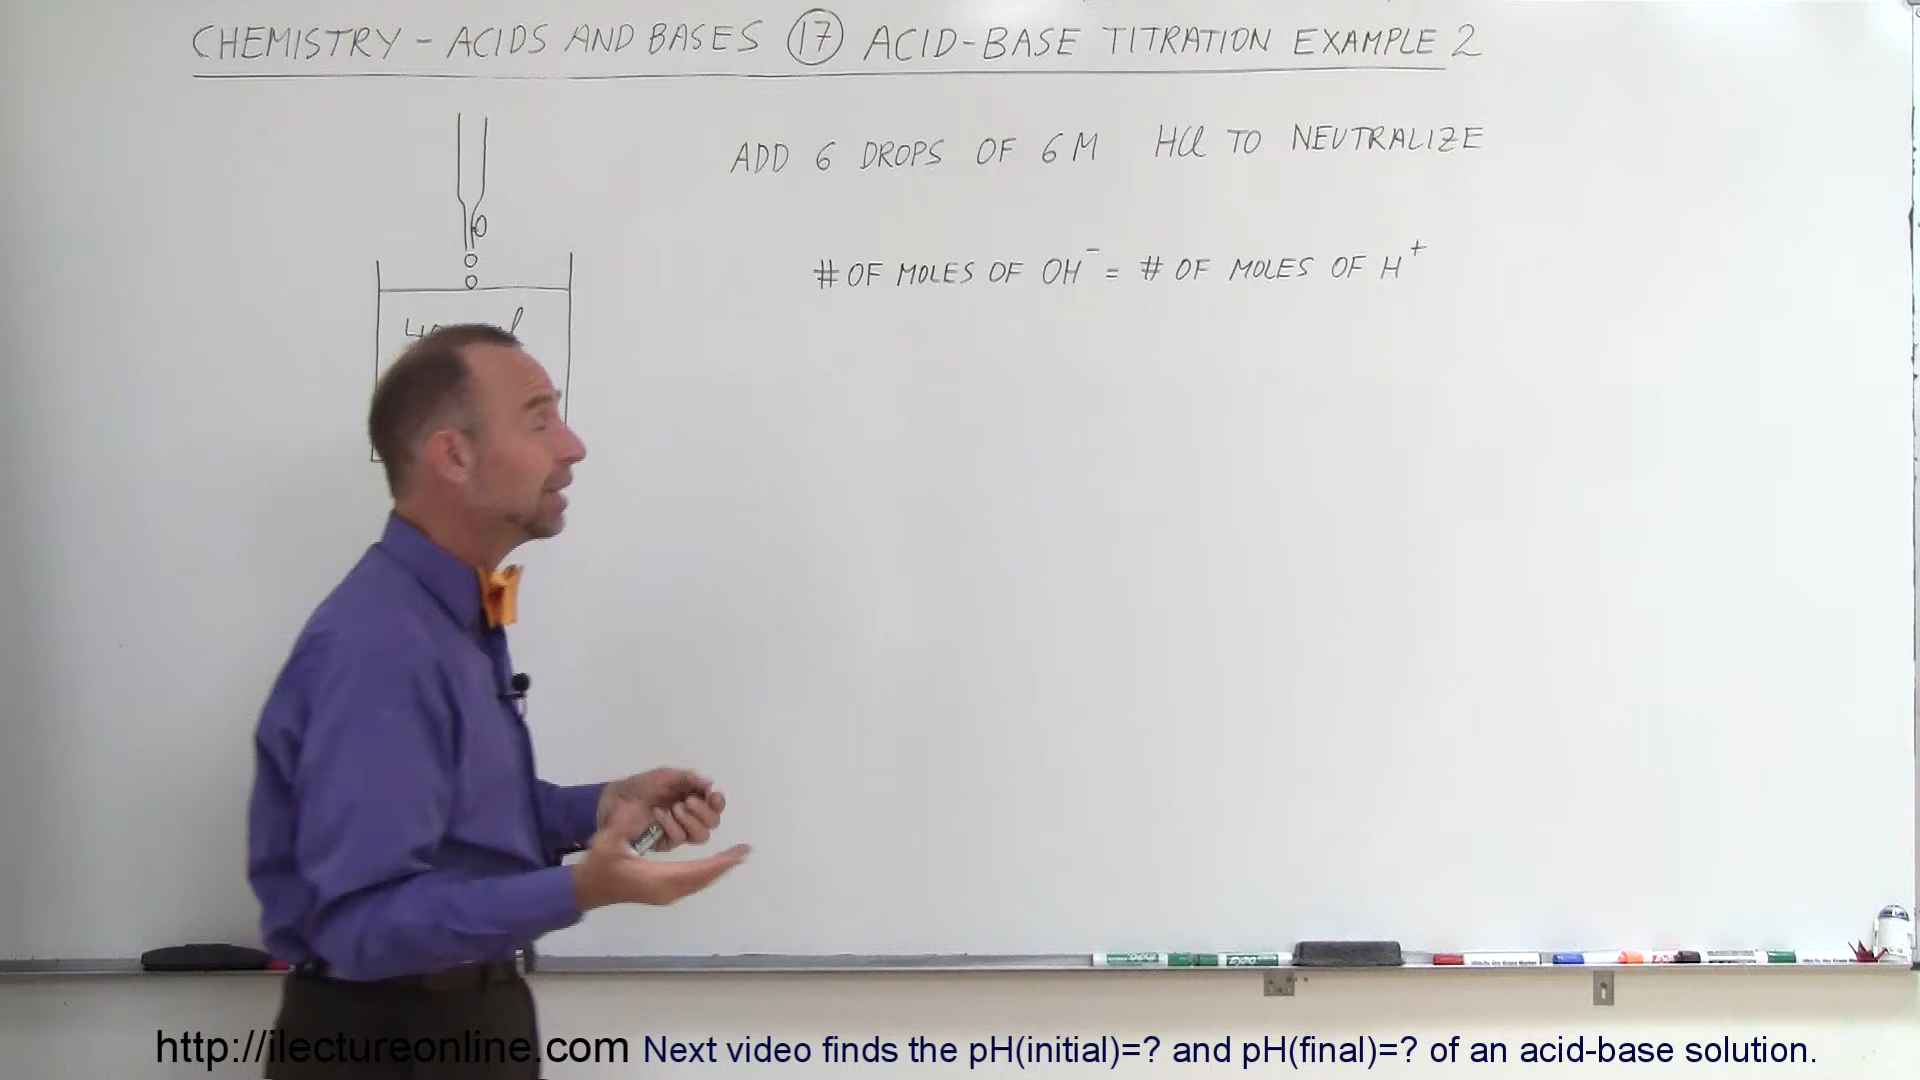 CHEMISTRY - ACIDS AND BASES 17 ACID-BASE TITRATION EXAMPLE 2
ADD 6 DROPS OF 6M HCl TO NEUTRALIZE
# OF MOLES OF OH⁻ = # OF MOLES OF H⁺
http://ilectureonline.com Next video finds the pH(initial)=? and pH(final)=? of an acid-base solution.